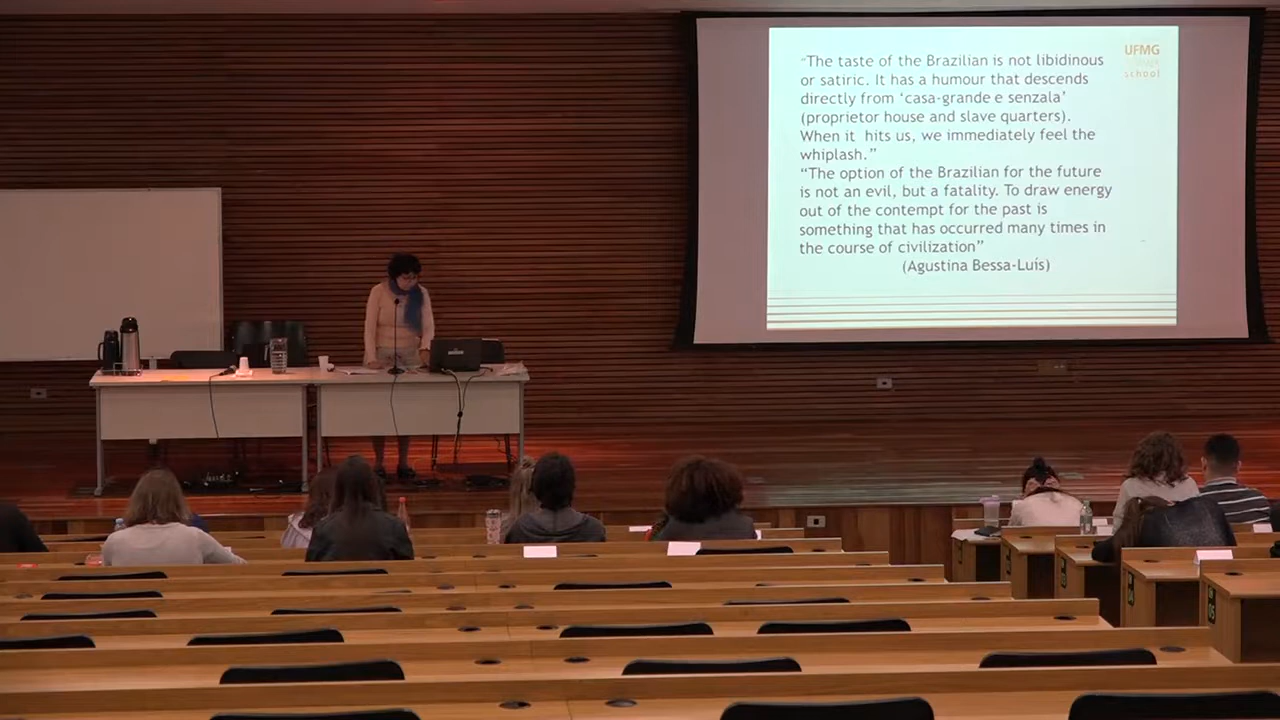 “The taste of the Brazilian is not libidinous
or satiric. It has a humour that descends
directly from ‘casa-grande e senzala’
(proprietor house and slave quarters).
When it hits us, we immediately feel the
whiplash.”
“The option of the Brazilian for the future
is not an evil, but a fatality. To draw energy
out of the contempt for the past is
something that has occurred many times in
the course of civilization”
(Agustina Bessa-Luís)
UFMG
school